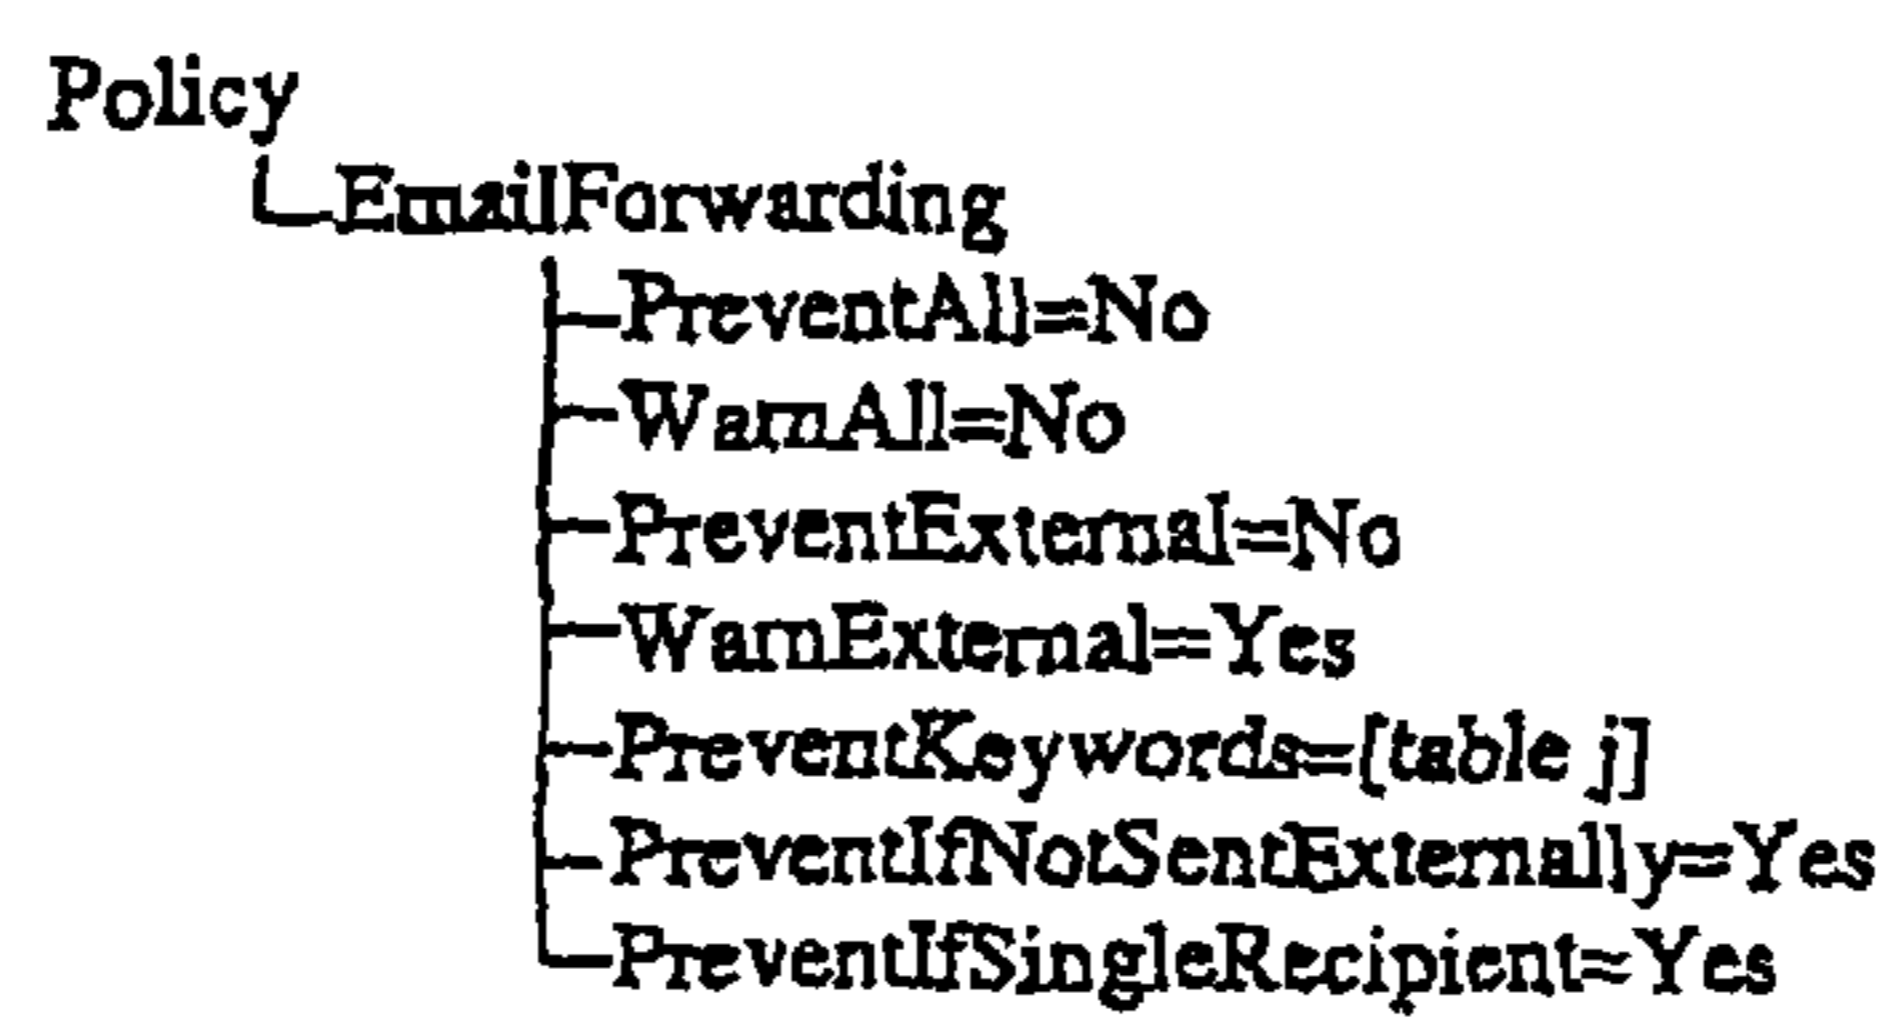 Policy
EmailForwarding
PreventAll=No
WarnAll=No
PreventExternal=No
WarnExternal=Yes
PreventKeywords=[table j]
PreventIfNotSentExternally=Yes
PreventIfSingleRecipient=Yes